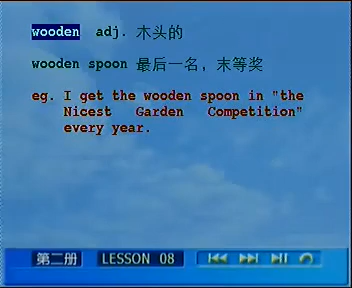 wooden adj. 木头的
wooden spoon 最后一名，末等奖
eg. I get the wooden spoon in "the
Nicest Garden Competition"
every year.
第二册 LESSON 08